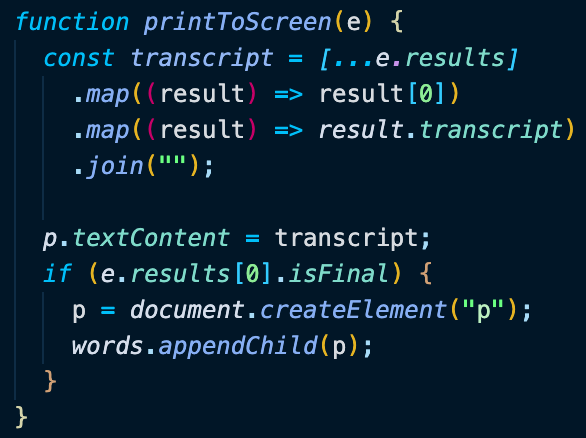 function printToScreen(e) {
  const transcript = [...e.results]
    .map((result) => result[0])
    .map((result) => result.transcript)
    .join("");

  p.textContent = transcript;
  if (e.results[0].isFinal) {
    p = document.createElement("p");
    words.appendChild(p);
  }
}